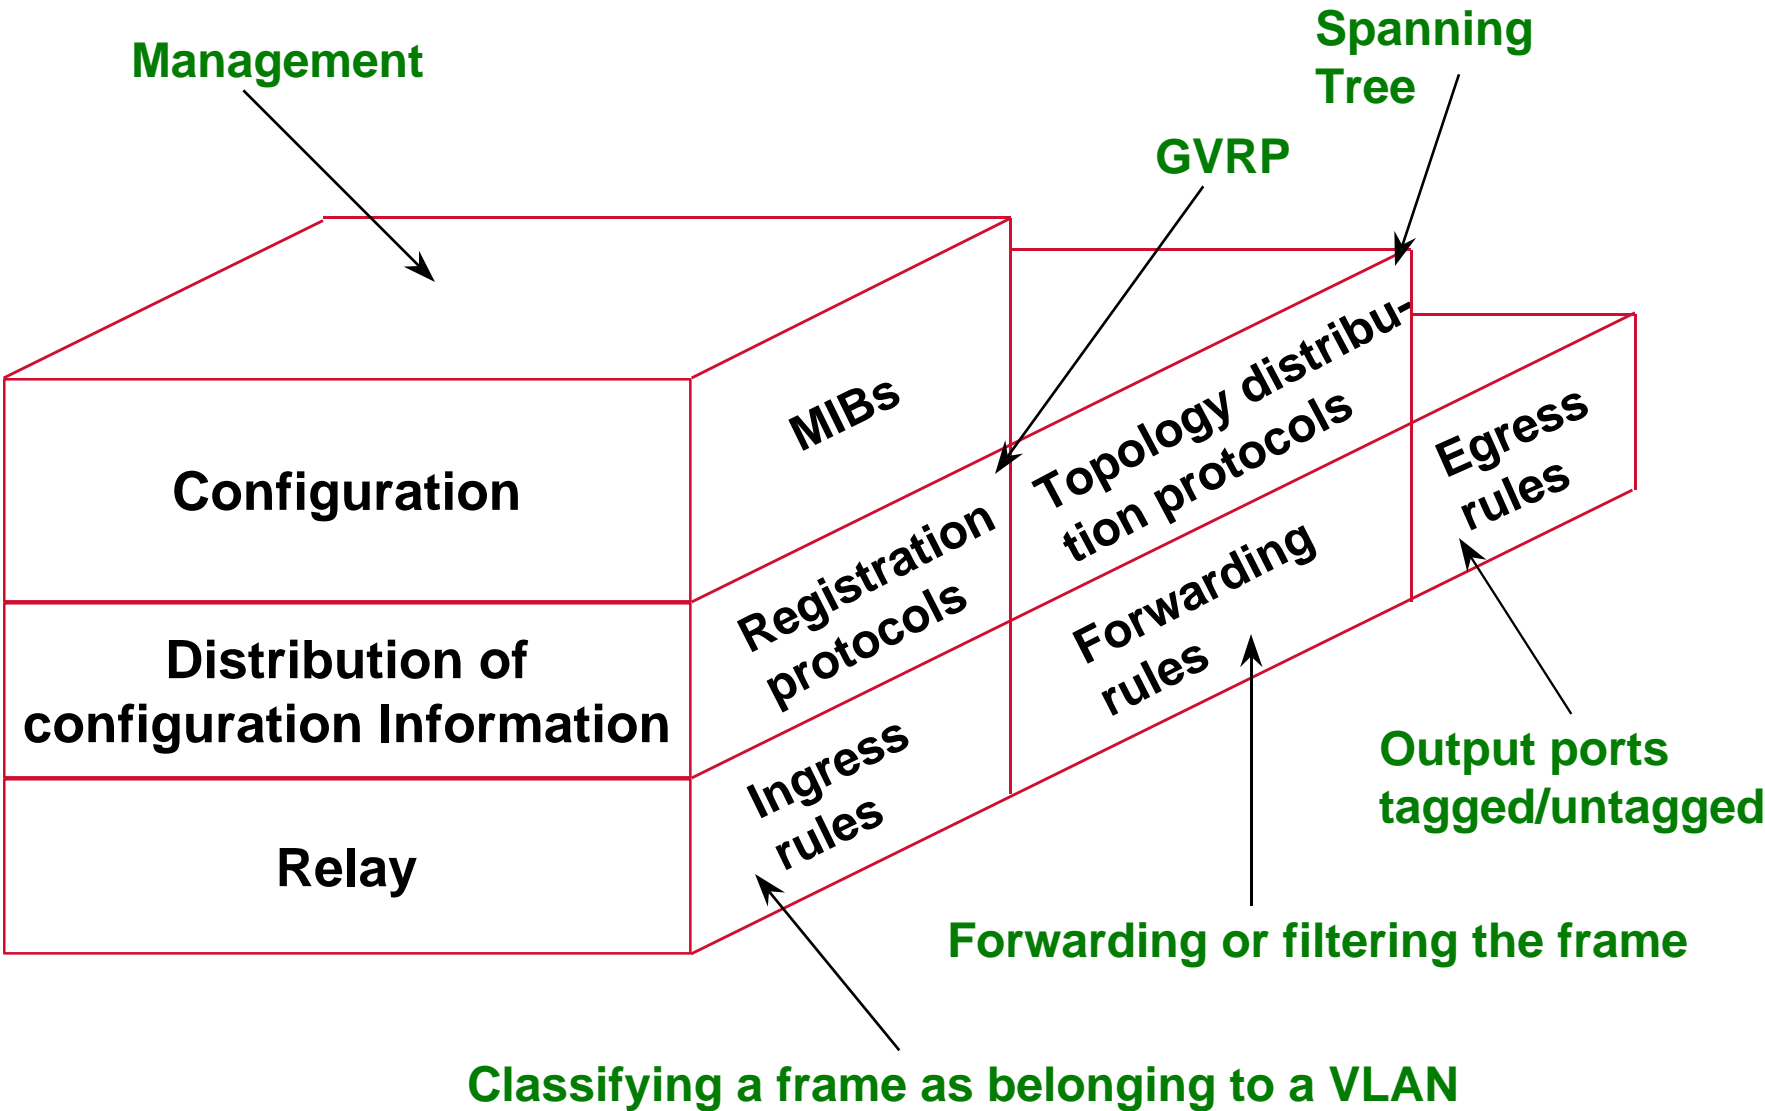 Spanning
Tree
Management
GVRP
MIBs
Topology distribu-
tion protocols
Egress
rules
Configuration
Registration
protocols
Forwarding
rules
Distribution of
configuration Information
Ingress
rules
Output ports
tagged/untagged
Relay
Forwarding or filtering the frame
Classifying a frame as belonging to a VLAN